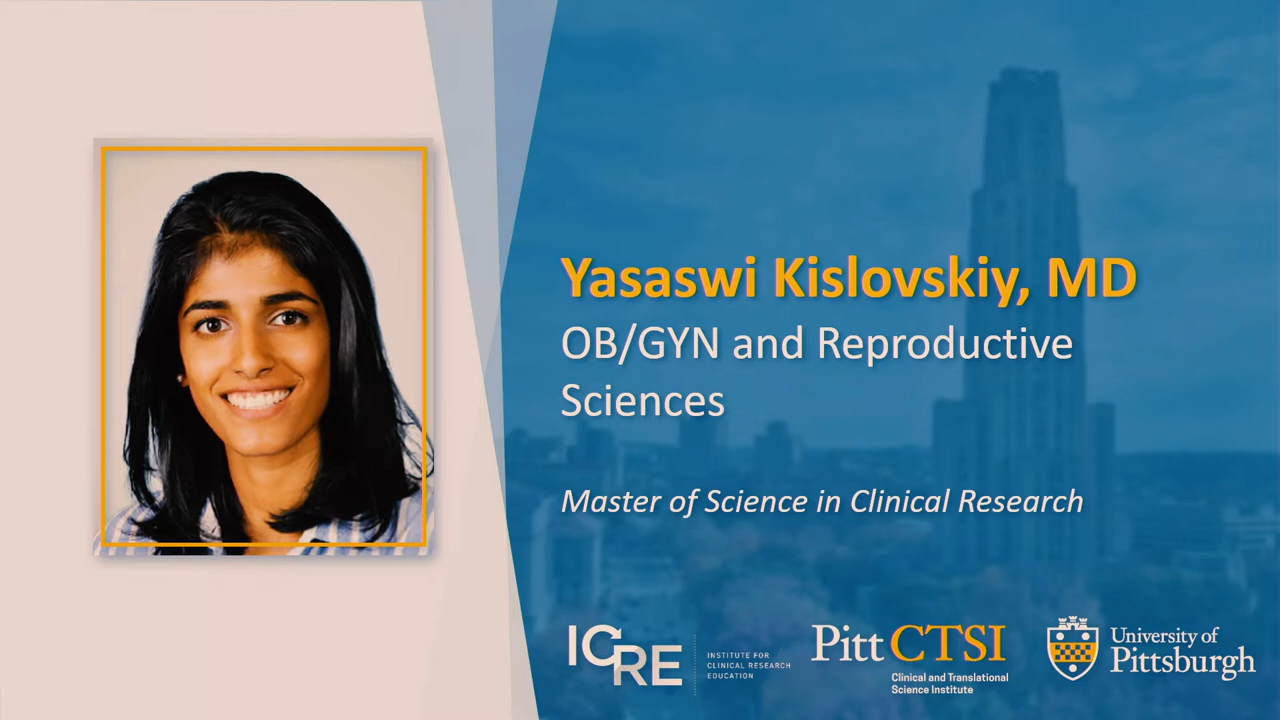 Yasaswi Kislovskiy, MD
OB/GYN and Reproductive
Sciences
Master of Science in Clinical Research
ICRE
INSTITUTE FOR
CLINICAL RESEARCH
EDUCATION
Pitt CTSI
Clinical and Translational
Science Institute
University of
Pittsburgh